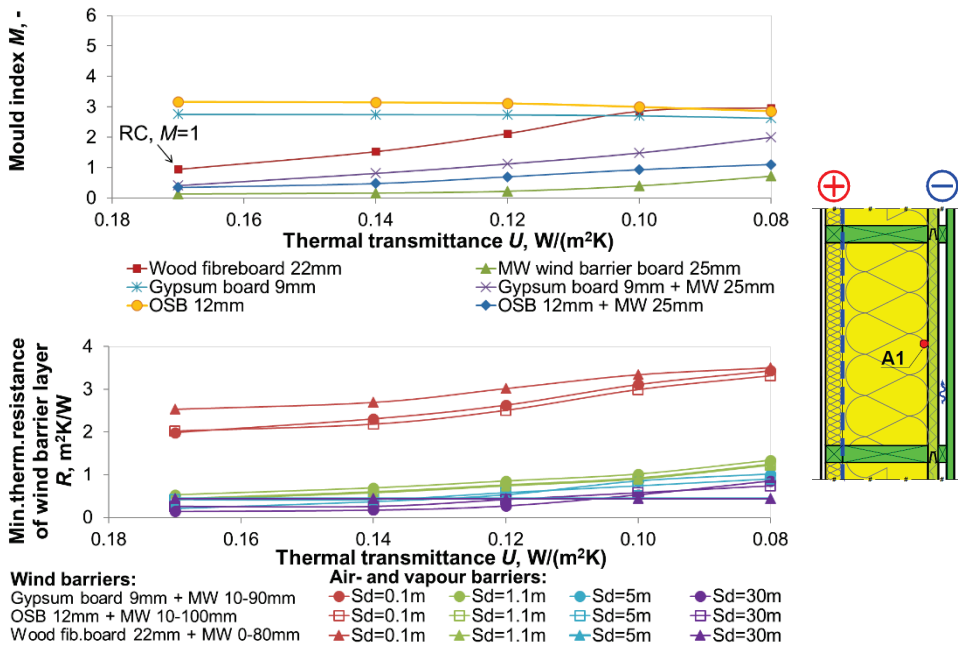 Mould index M, -
6
5
4
3
2
1
0
RC, M=1
0.18 0.16 0.14 0.12 0.10 0.08
Thermal transmittance U, W/(m²K)
Wood fibreboard 22mm
MW wind barrier board 25mm
Gypsum board 9mm
Gypsum board 9mm + MW 25mm
OSB 12mm
OSB 12mm + MW 25mm
A1
Min.therm.resistance
of wind barrier layer
R, m²K/W
4
3
2
1
0
0.18 0.16 0.14 0.12 0.10 0.08
Thermal transmittance U, W/(m²K)
Wind barriers:
Air- and vapour barriers:
Gypsum board 9mm + MW 10-90mm
Sd=0.1m Sd=1.1m Sd=5m Sd=30m
OSB 12mm + MW 10-100mm
Sd=0.1m Sd=1.1m Sd=5m Sd=30m
Wood fib.board 22mm + MW 0-80mm
Sd=0.1m Sd=1.1m Sd=5m Sd=30m